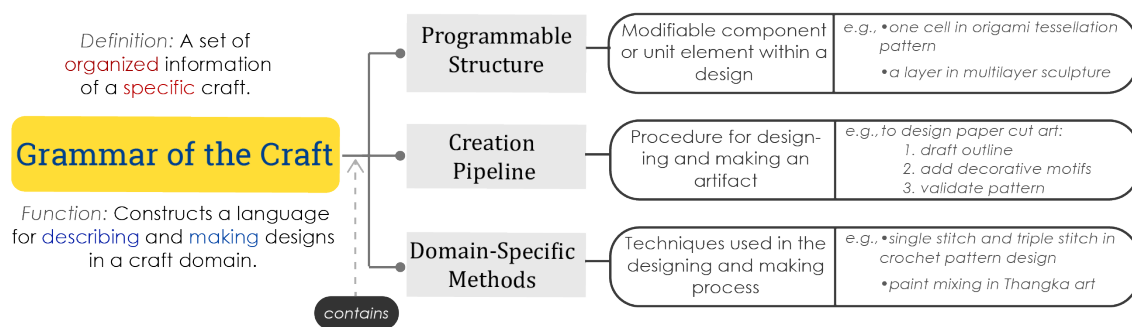 Definition: A set of
organized information
of a specific craft.
Grammar of the Craft
Function: Constructs a language
for describing and making designs
in a craft domain.
contains
Programmable
Structure
Modifiable component
or unit element within a
design
e.g., •one cell in origami tessellation
pattern
•a layer in multilayer sculpture
Creation
Pipeline
Procedure for design-
ing and making an
artifact
e.g., to design paper cut art:
1. draft outline
2. add decorative motifs
3. validate pattern
Domain-Specific
Methods
Techniques used in the
designing and making
process
e.g., •single stitch and triple stitch in
crochet pattern design
•paint mixing in Thangka art